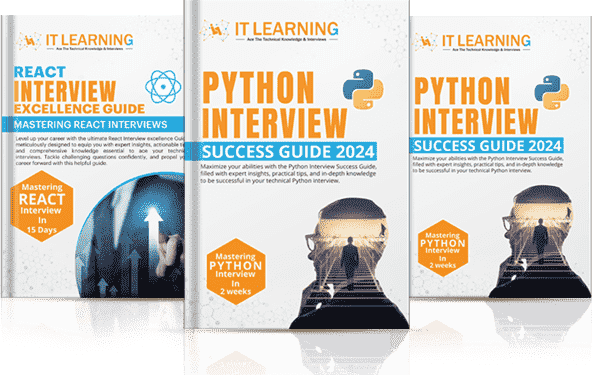 IT LEARNING
Ace The Technical Knowledge & Interviews
REACT
INTERVIEW
EXCELLENCE GUIDE
MASTERING REACT INTERVIEWS
Level up your career with the ultimate React Interview excellence Guid
meticulously designed to equip you with expert insights, actionable
and comprehensive knowledge essential to ace your
interviews. Tackle challenging questions confidently, and propel
career forward with this helpful guide.
Mastering
REACT
Interview
In
15 Days
IT LEARNING
Ace The Technical Knowledge & Interviews
PYTHON
INTERVIEW
SUCCESS GUIDE 2024
Maximize your abilities with the Python Interview Success Guide,
filled with expert insights, practical tips, and in-depth knowledge
to be successful in your technical Python interview.
Mastering
PYTHON
Interview In
2 weeks
IT LEARNING
Ace The Technical Knowledge & Interviews
PYTHON
INTERVIEW
SUCCESS GUIDE 2024
Maximize your abilities with the Python Interview Success Guide,
filled with expert insights, practical tips, and in-depth knowledge
to be successful in your technical Python interview.
Mastering
PYTHON
Interview
In 2 weeks